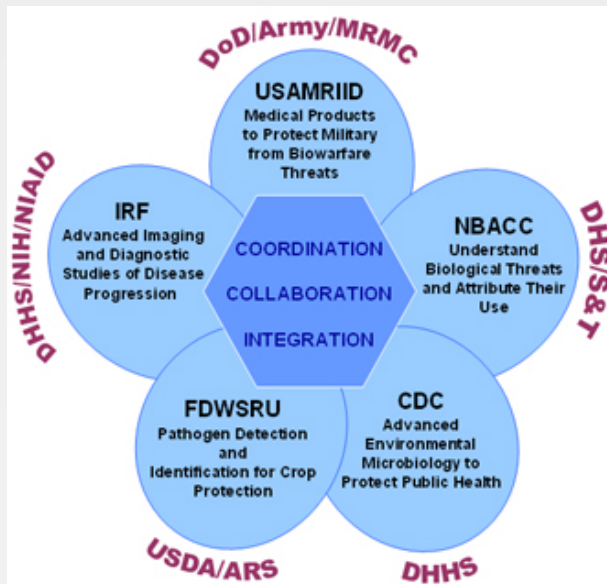 DoD/Army/MRMC
USAMRIID
Medical Products
to Protect Military
from Biowarfare
Threats
DHHS/NIH/NIAID
IRF
Advanced Imaging
and Diagnostic
Studies of Disease
Progression
COORDINATION
COLLABORATION
INTEGRATION
NBACC
Understand
Biological Threats
and Attribute Their
Use
DHS/S&T
FDWSRU
Pathogen Detection
and
Identification for Crop
Protection
USDA/ARS
CDC
Advanced
Environmental
Microbiology to
Protect Public Health
DHHS